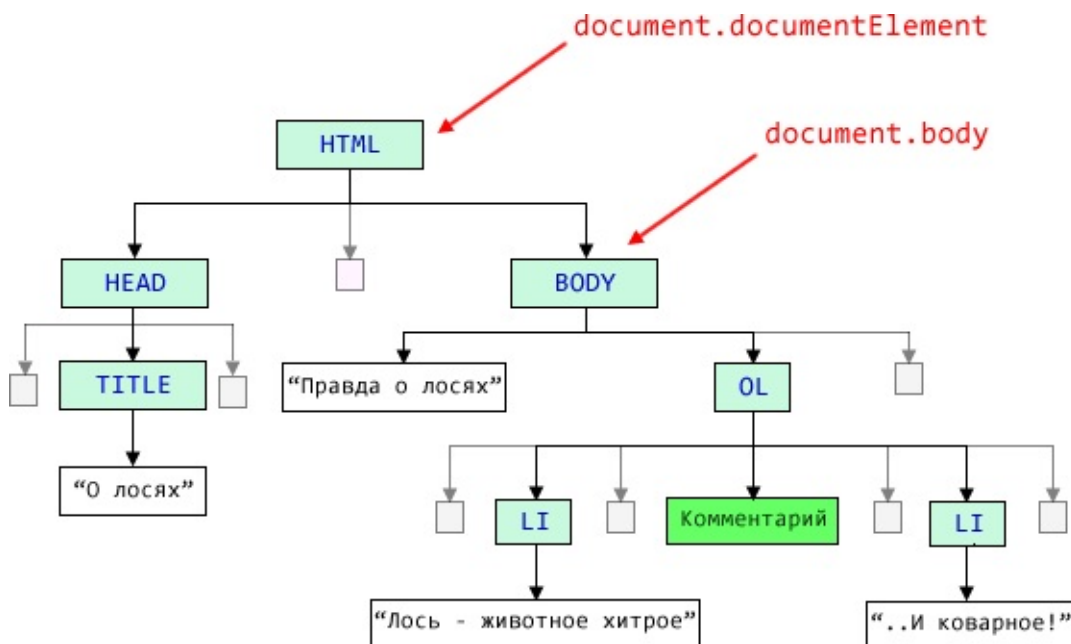 document.documentElement
HTML
document.body
HEAD
BODY
TITLE
“Правда о лосях”
OL
“О лосях”
LI
Комментарий
LI
“Лось - животное хитрое”
“..И коварное!”